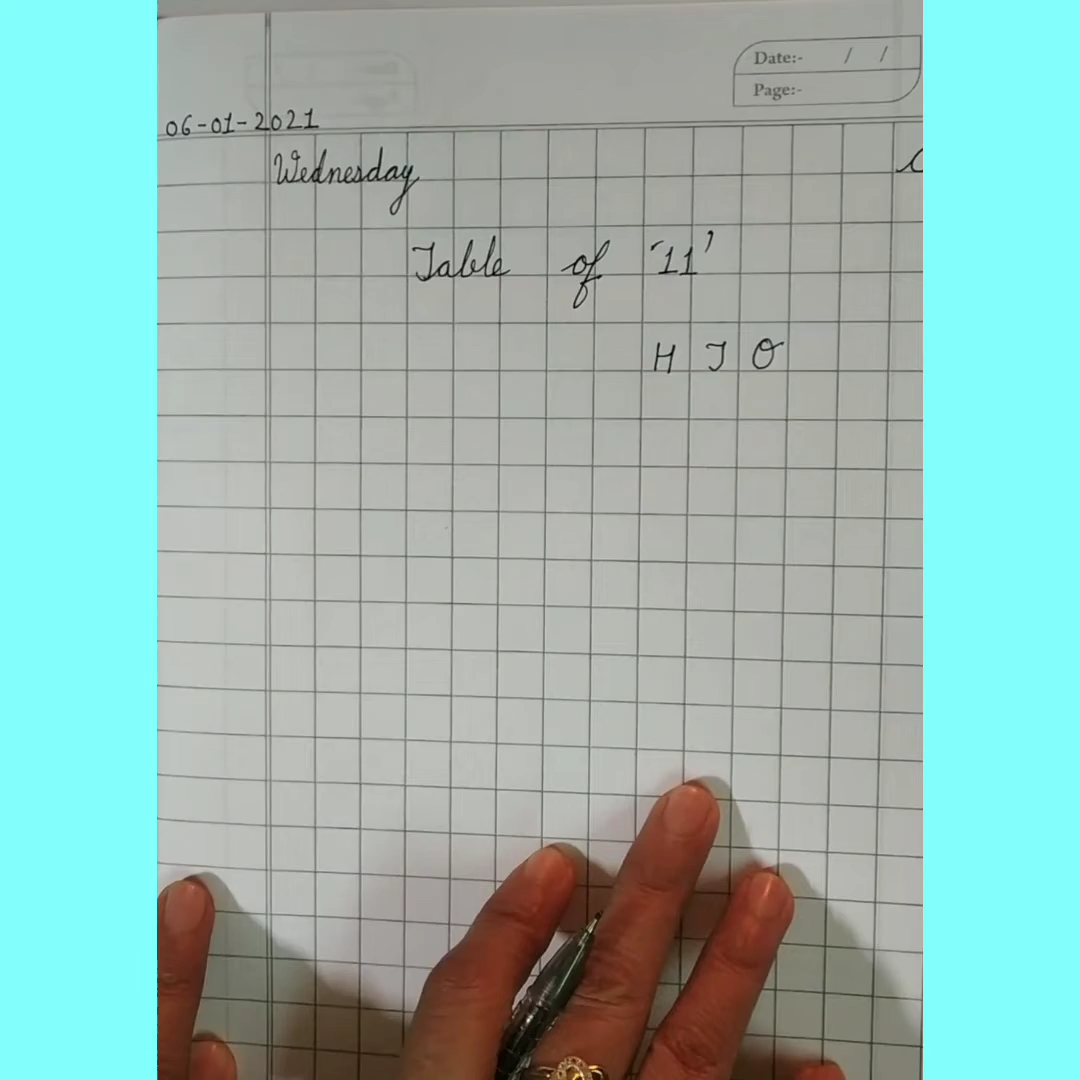 Date:- / /
Page:-
06-01-2021
Wednesday
Table of '11'
H T O